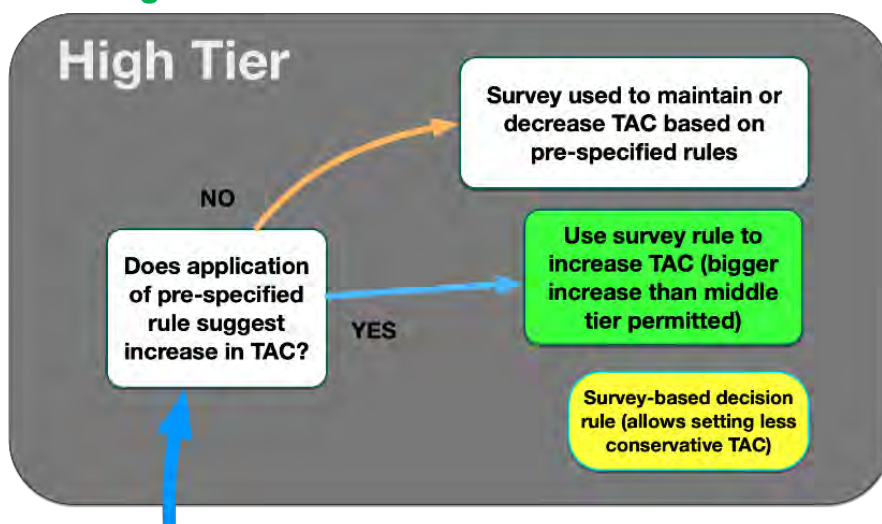 High Tier
Survey used to maintain or
decrease TAC based on
pre-specified rules
NO
Does application
of pre-specified
rule suggest
increase in TAC?
YES
Use survey rule to
increase TAC (bigger
increase than middle
tier permitted)
Survey-based decision
rule (allows setting less
conservative TAC)